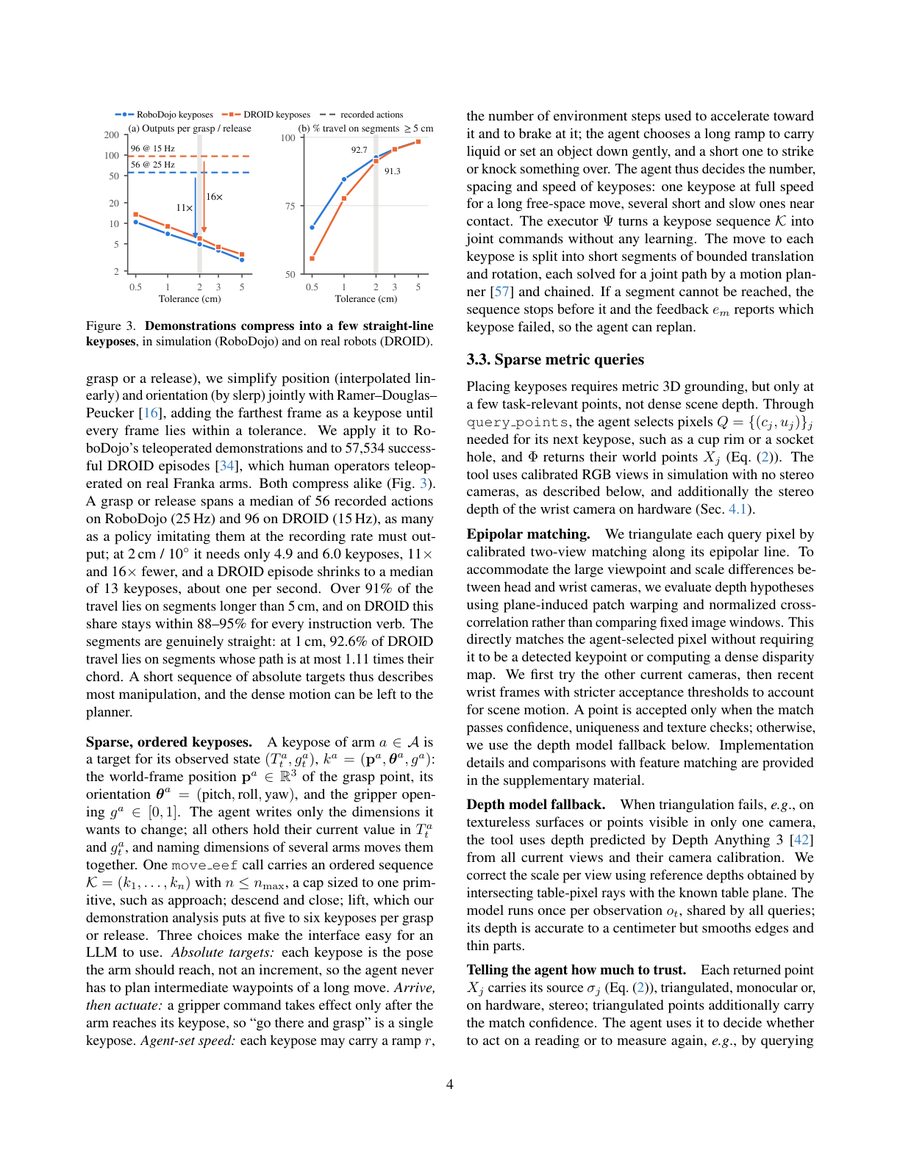 RoboDojo keyposes DROID keyposes recorded actions
(a) Outputs per grasp / release
(b) % travel on segments ≥ 5 cm
200
100
50
20
10
5
2
96 @ 15 Hz
56 @ 25 Hz
11×
16×
0.5 1 2 3 5
Tolerance (cm)
100
75
50
92.7
91.3
0.5 1 2 3 5
Tolerance (cm)
Figure 3. Demonstrations compress into a few straight-line
keyposes, in simulation (RoboDojo) and on real robots (DROID).
grasp or a release), we simplify position (interpolated lin-
early) and orientation (by slerp) jointly with Ramer–Douglas–
Peucker [16], adding the farthest frame as a keypose until
every frame lies within a tolerance. We apply it to Ro-
boDojo's teleoperated demonstrations and to 57,534 success-
ful DROID episodes [34], which human operators teleop-
erated on real Franka arms. Both compress alike (Fig. 3).
A grasp or release spans a median of 56 recorded actions
on RoboDojo (25 Hz) and 96 on DROID (15 Hz), as many
as a policy imitating them at the recording rate must out-
put; at 2 cm / 10° it needs only 4.9 and 6.0 keyposes, 11×
and 16× fewer, and a DROID episode shrinks to a median
of 13 keyposes, about one per second. Over 91% of the
travel lies on segments longer than 5 cm, and on DROID this
share stays within 88–95% for every instruction verb. The
segments are genuinely straight: at 1 cm, 92.6% of DROID
travel lies on segments whose path is at most 1.11 times their
chord. A short sequence of absolute targets thus describes
most manipulation, and the dense motion can be left to the
planner.
Sparse, ordered keyposes. A keypose of arm a ∈ A is
a target for its observed state (T_t^a, g_t^a), k^a = (p^a, θ^a, g^a):
the world-frame position p^a ∈ ℝ^3 of the grasp point, its
orientation θ^a = (pitch, roll, yaw), and the gripper open-
ing g^a ∈ [0, 1]. The agent writes only the dimensions it
wants to change; all others hold their current value in T_t^a
and g_t^a, and naming dimensions of several arms moves them
together. One move_eef call carries an ordered sequence
K = (k_1, . . . , k_n) with n ≤ n_max, a cap sized to one prim-
itive, such as approach; descend and close; lift, which our
demonstration analysis puts at five to six keyposes per grasp
or release. Three choices make the interface easy for an
LLM to use. Absolute targets: each keypose is the pose
the arm should reach, not an increment, so the agent never
has to plan intermediate waypoints of a long move. Arrive,
then actuate: a gripper command takes effect only after the
arm reaches its keypose, so “go there and grasp” is a single
keypose. Agent-set speed: each keypose may carry a ramp r,
the number of environment steps used to accelerate toward
it and to brake at it; the agent chooses a long ramp to carry
liquid or set an object down gently, and a short one to strike
or knock something over. The agent thus decides the number,
spacing and speed of keyposes: one keypose at full speed
for a long free-space move, several short and slow ones near
contact. The executor Ψ turns a keypose sequence K into
joint commands without any learning. The move to each
keypose is split into short segments of bounded translation
and rotation, each solved for a joint path by a motion plan-
ner [57] and chained. If a segment cannot be reached, the
sequence stops before it and the feedback e_m reports which
keypose failed, so the agent can replan.
3.3. Sparse metric queries
Placing keyposes requires metric 3D grounding, but only at
a few task-relevant points, not dense scene depth. Through
query_points, the agent selects pixels Q = {(c_j, u_j)}_j
needed for its next keypose, such as a cup rim or a socket
hole, and Φ returns their world points X_j (Eq. (2)). The
tool uses calibrated RGB views in simulation with no stereo
cameras, as described below, and additionally the stereo
depth of the wrist camera on hardware (Sec. 4.1).
Epipolar matching. We triangulate each query pixel by
calibrated two-view matching along its epipolar line. To
accommodate the large viewpoint and scale differences be-
tween head and wrist cameras, we evaluate depth hypotheses
using plane-induced patch warping and normalized cross-
correlation rather than comparing fixed image windows. This
directly matches the agent-selected pixel without requiring
it to be a detected keypoint or computing a dense disparity
map. We first try the other current cameras, then recent
wrist frames with stricter acceptance thresholds to account
for scene motion. A point is accepted only when the match
passes confidence, uniqueness and texture checks; otherwise,
we use the depth model fallback below. Implementation
details and comparisons with feature matching are provided
in the supplementary material.
Depth model fallback. When triangulation fails, e.g., on
textureless surfaces or points visible in only one camera,
the tool uses depth predicted by Depth Anything 3 [42]
from all current views and their camera calibration. We
correct the scale per view using reference depths obtained by
intersecting table-pixel rays with the known table plane. The
model runs once per observation o_t, shared by all queries;
its depth is accurate to a centimeter but smooths edges and
thin parts.
Telling the agent how much to trust. Each returned point
X_j carries its source σ_j (Eq. (2)), triangulated, monocular or,
on hardware, stereo; triangulated points additionally carry
the match confidence. The agent uses it to decide whether
to act on a reading or to measure again, e.g., by querying
4